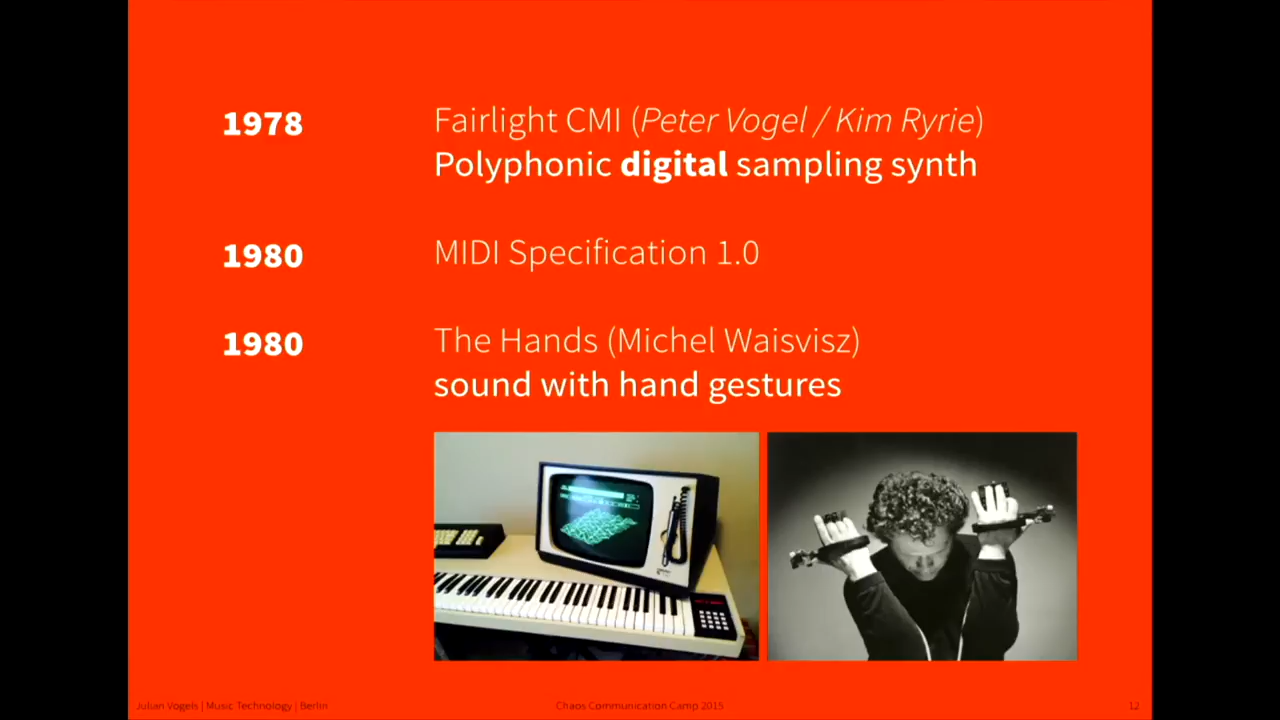 1978
Fairlight CMI (Peter Vogel / Kim Ryrie)
Polyphonic digital sampling synth
1980
MIDI Specification 1.0
1980
The Hands (Michel Waisvisz)
sound with hand gestures
Julian Vogels | Music Technology | Berlin
Chaos Communication Camp 2015
12